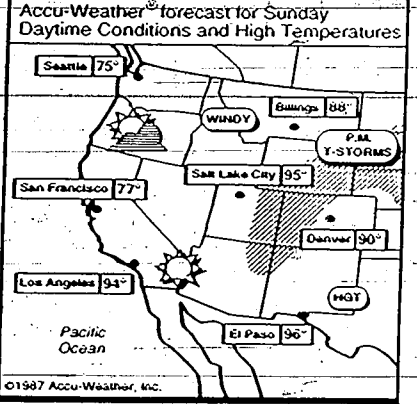 Accu-Weather® forecast for Sunday
Daytime Conditions and High Temperatures
Seattle 75°
Billings 88°
WINDY
P.M.
T-STORMS
Salt Lake City 95°
San Francisco 77°
Denver 90°
Los Angeles 94°
HOT
El Paso 96°
Pacific
Ocean
©1987 Accu-Weather, Inc.